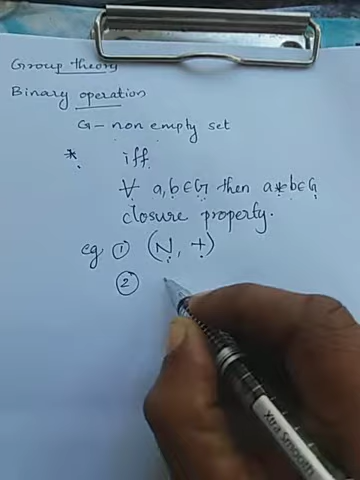 Group theory
Binary operation
G - non empty set
* iff
∀ a, b ∈ G then a * b ∈ G
closure property.
eg ① (N, +)
②
Xtra Smooth